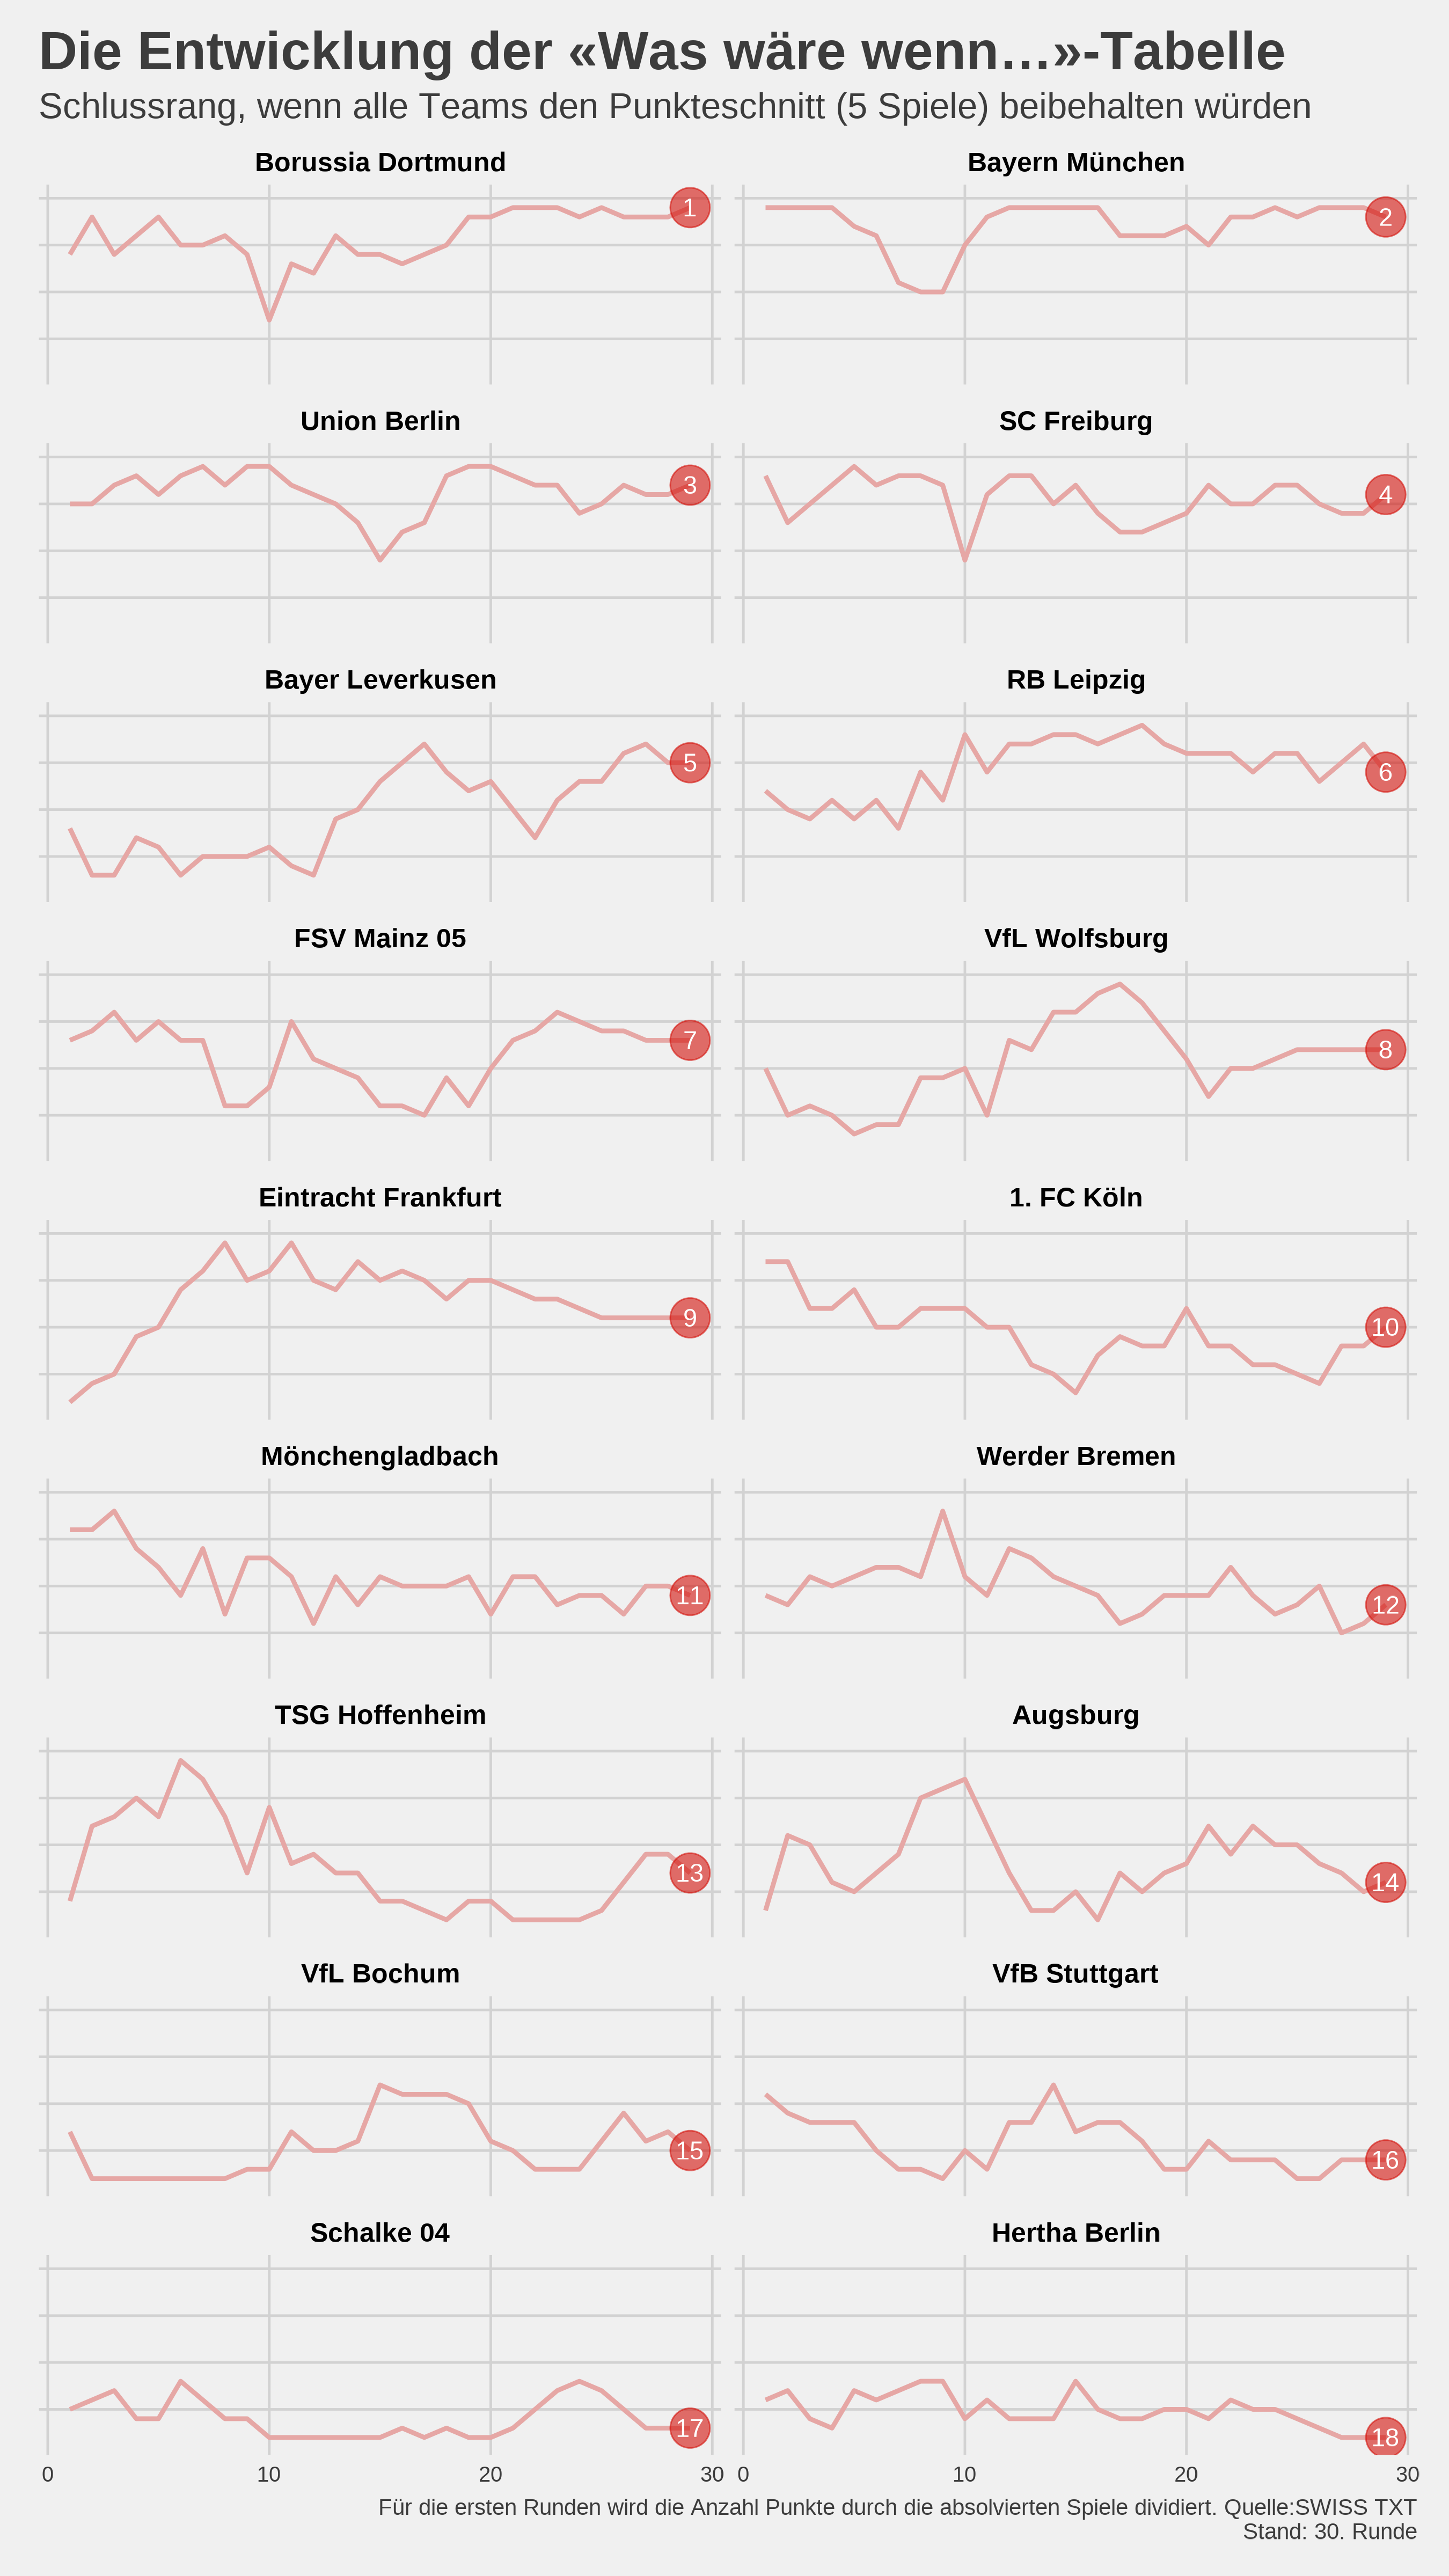 Die Entwicklung der «Was wäre wenn…»-Tabelle
Schlussrang, wenn alle Teams den Punkteschnitt (5 Spiele) beibehalten würden
Borussia Dortmund
1
Bayern München
2
Union Berlin
3
SC Freiburg
4
Bayer Leverkusen
5
RB Leipzig
6
FSV Mainz 05
7
VfL Wolfsburg
8
Eintracht Frankfurt
9
1. FC Köln
10
Mönchengladbach
11
Werder Bremen
12
TSG Hoffenheim
13
Augsburg
14
VfL Bochum
15
VfB Stuttgart
16
Schalke 04
17
Hertha Berlin
18
0 10 20 30 0 10 20 30
Für die ersten Runden wird die Anzahl Punkte durch die absolvierten Spiele dividiert. Quelle:SWISS TXT
Stand: 30. Runde